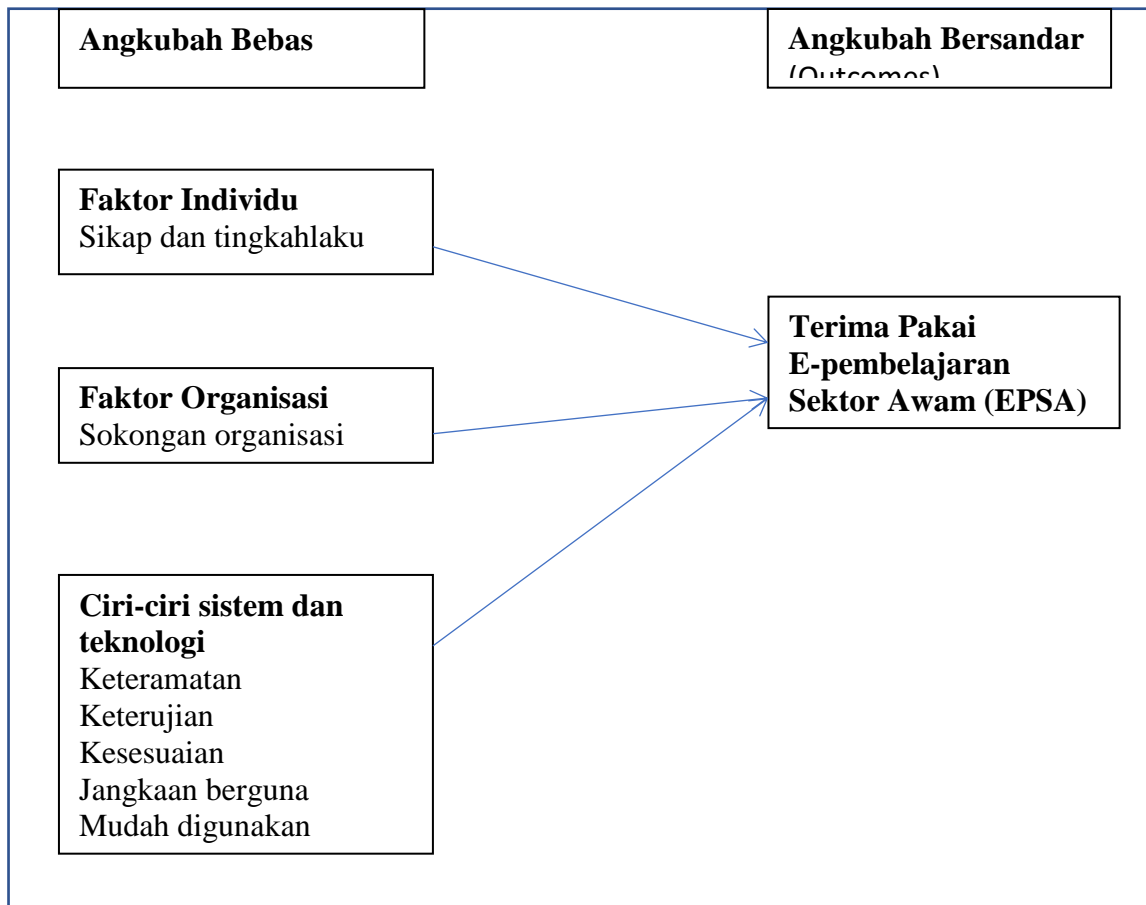 Angkubah Bebas
Angkubah Bersandar
(Outcomes)
Faktor Individu
Sikap dan tingkahlaku
Faktor Organisasi
Sokongan organisasi
Ciri-ciri sistem dan
teknologi
Keteramatan
Keterujian
Kesesuaian
Jangkaan berguna
Mudah digunakan
Terima Pakai
E-pembelajaran
Sektor Awam (EPSA)